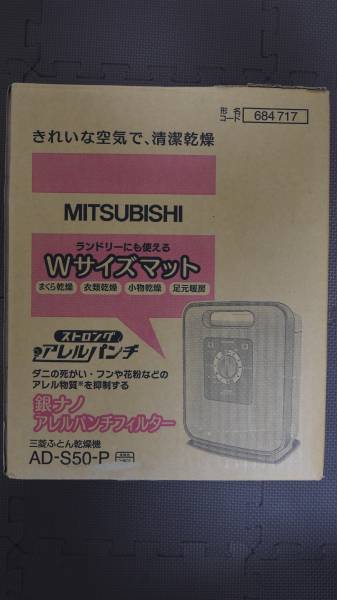 形名
コード 684 717
きれいな空気で、清潔乾燥
MITSUBISHI
ランドリーにも使える
Wサイズマット
まくら乾燥 衣類乾燥 小物乾燥 足元暖房
ストロング
アレルパンチ
ダニの死がい・フンや花粉などの
アレル物質※を抑制する
銀ナノ
アレルパンチフィルター
三菱ふとん乾燥機
AD-S50-P